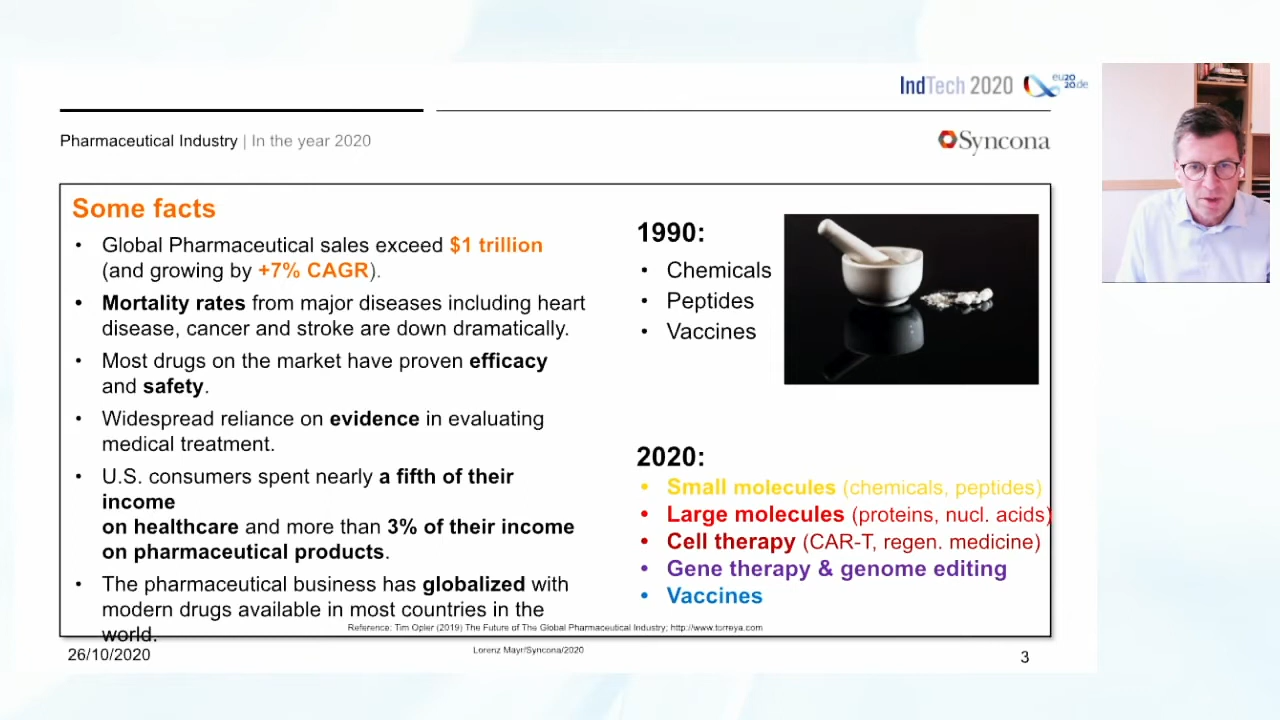 IndTech 2020
eu20
20.de
Pharmaceutical Industry | In the year 2020
Syncona
Some facts
• Global Pharmaceutical sales exceed $1 trillion
(and growing by +7% CAGR).
• Mortality rates from major diseases including heart
disease, cancer and stroke are down dramatically.
• Most drugs on the market have proven efficacy
and safety.
• Widespread reliance on evidence in evaluating
medical treatment.
• U.S. consumers spent nearly a fifth of their
income
on healthcare and more than 3% of their income
on pharmaceutical products.
• The pharmaceutical business has globalized with
modern drugs available in most countries in the
world.
1990:
• Chemicals
• Peptides
• Vaccines
2020:
• Small molecules (chemicals, peptides)
• Large molecules (proteins, nucl. acids)
• Cell therapy (CAR-T, regen. medicine)
• Gene therapy & genome editing
• Vaccines
Reference: Tim Opler (2019) The Future of The Global Pharmaceutical Industry; http://www.torreya.com
26/10/2020
Lorenz Mayr/Syncona/2020
3